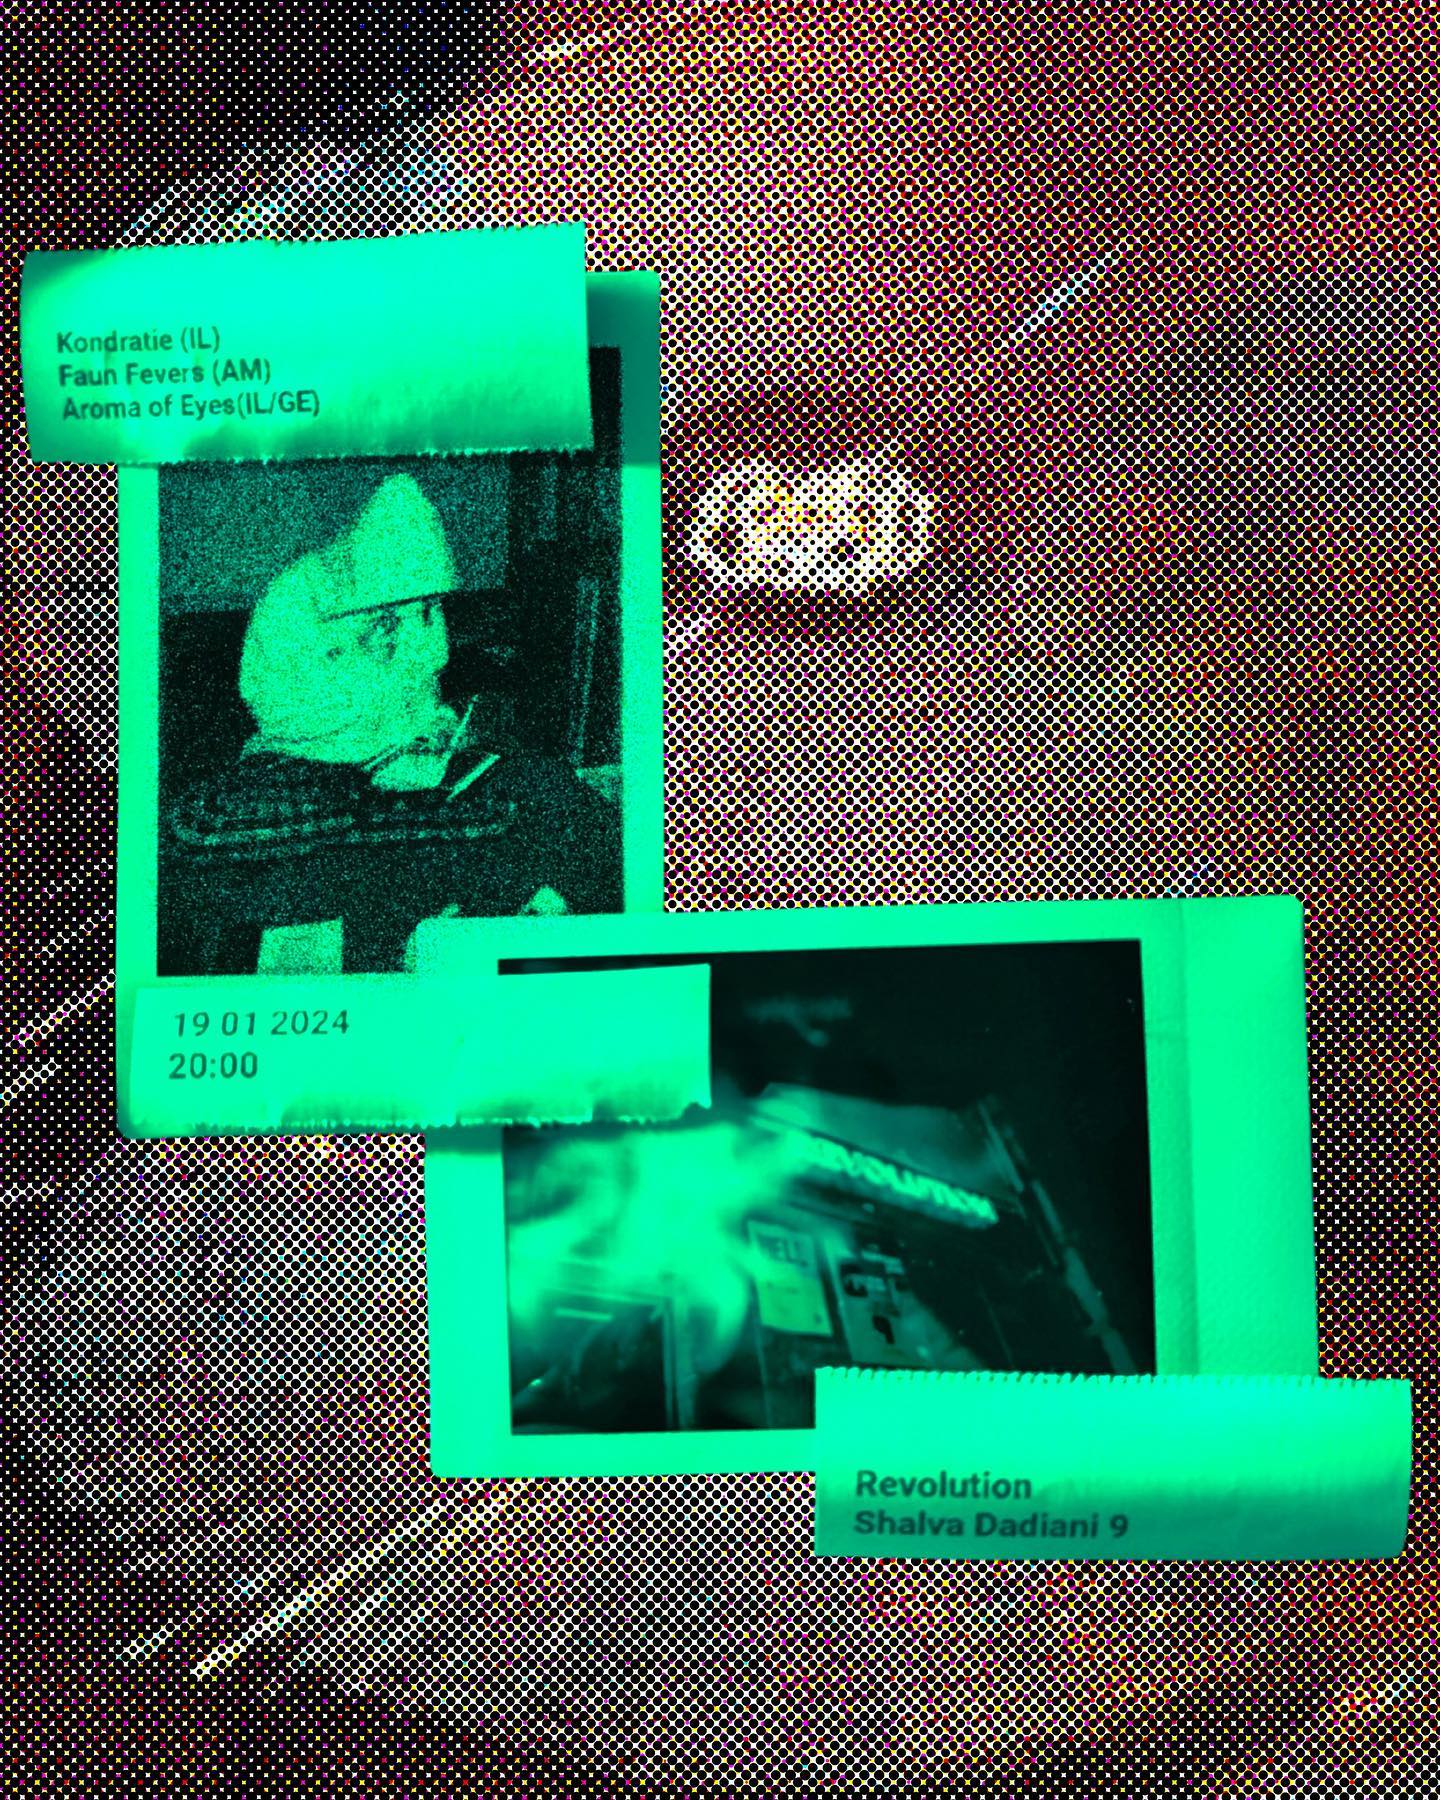 Kondratie (IL)
Faun Fevers (AM)
Aroma of Eyes(IL/GE)
19 01 2024
20:00
REVOLUTION
Revolution
Shalva Dadiani 9